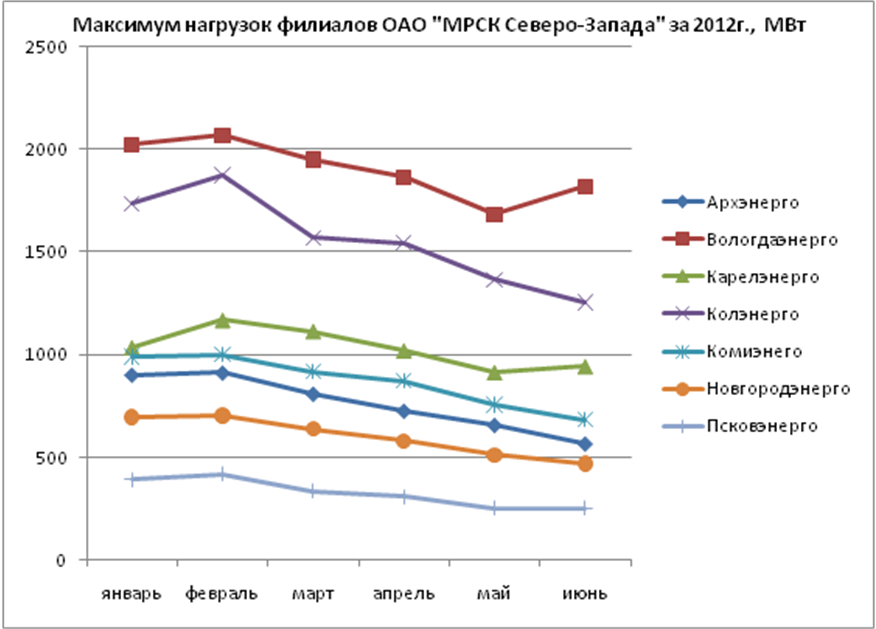 Максимум нагрузок филиалов ОАО "МРСК Северо-Запада" за 2012г., МВт
2500
2000
1500
1000
500
0
январь февраль март апрель май июнь
Архэнерго
Вологдаэнерго
Карелэнерго
Колэнерго
Комиэнего
Новгородэнерго
Псковэнерго